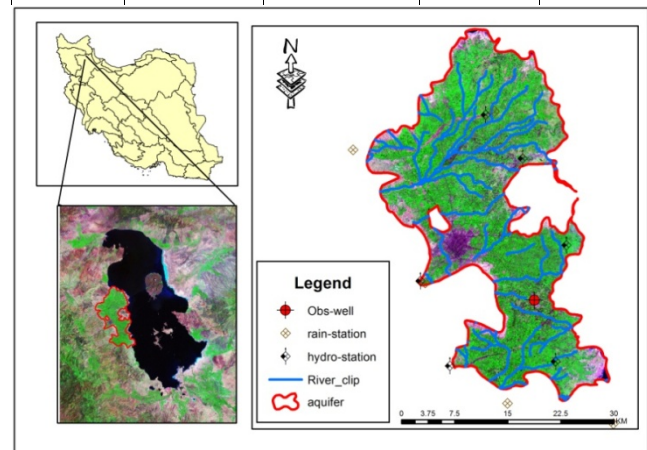 N
Legend
Obs-well
rain-station
hydro-station
River_clip
aquifer
0 3.75 7.5 15 22.5 30
KM